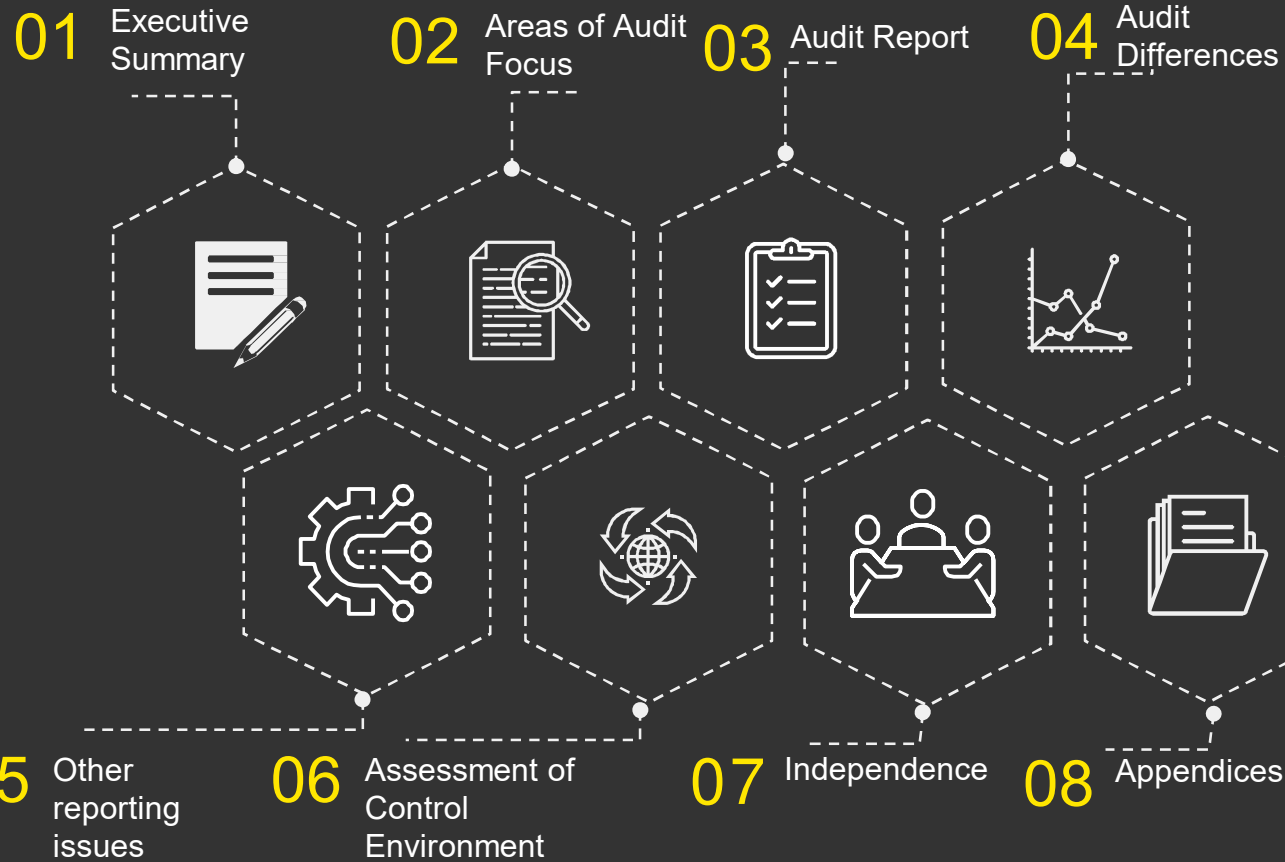 01
Executive
Summary
02
Areas of Audit
Focus
03
Audit Report
04
Audit
Differences
5
Other
reporting
issues
06
Assessment of
Control
Environment
07
Independence
08
Appendices